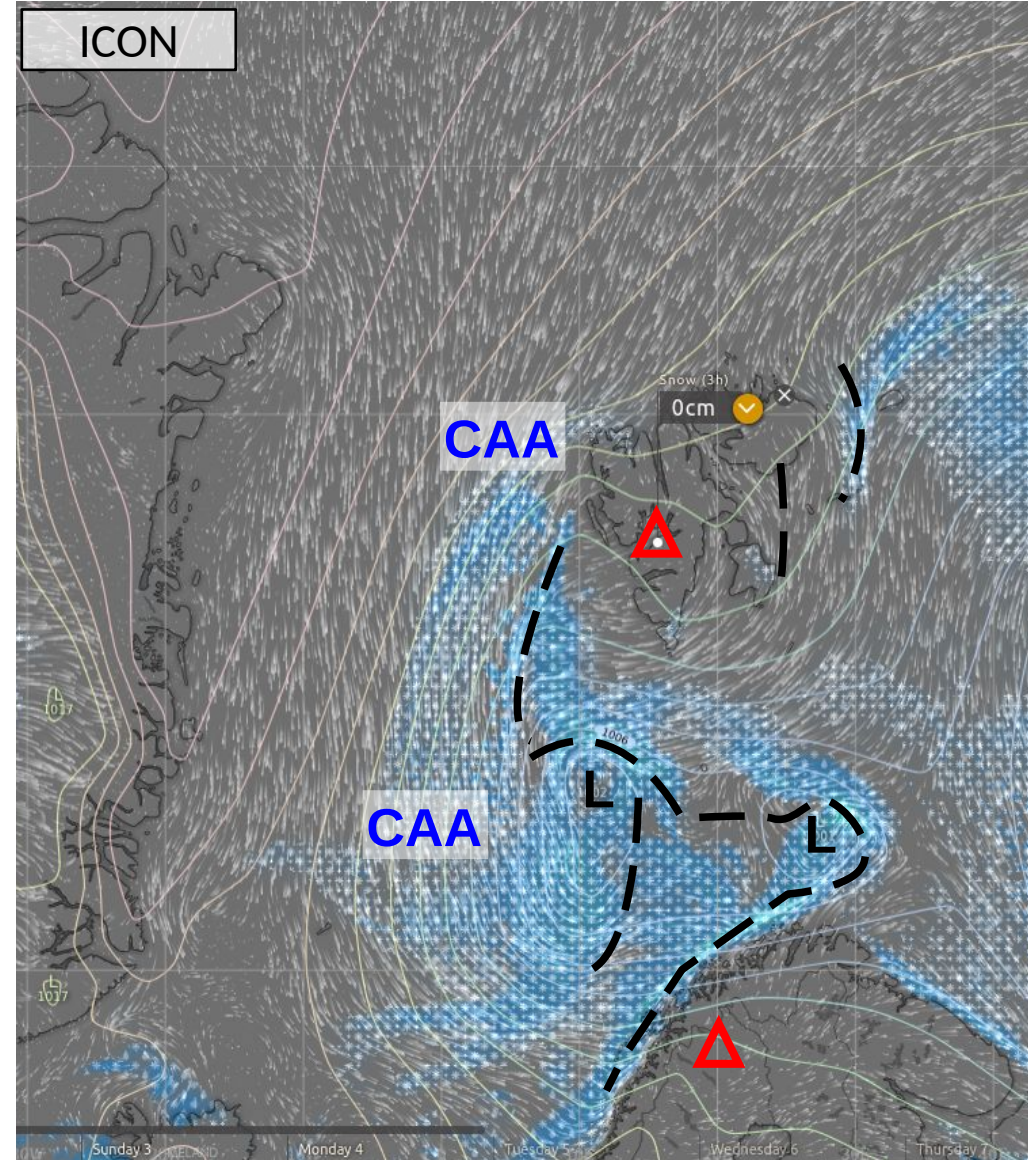 ICON
Snow (3h)
0cm
CAA
1017
1006
L
L
CAA
1017
Sunday 3
Monday 4
Tuesday 5
Wednesday 6
Thursday 7